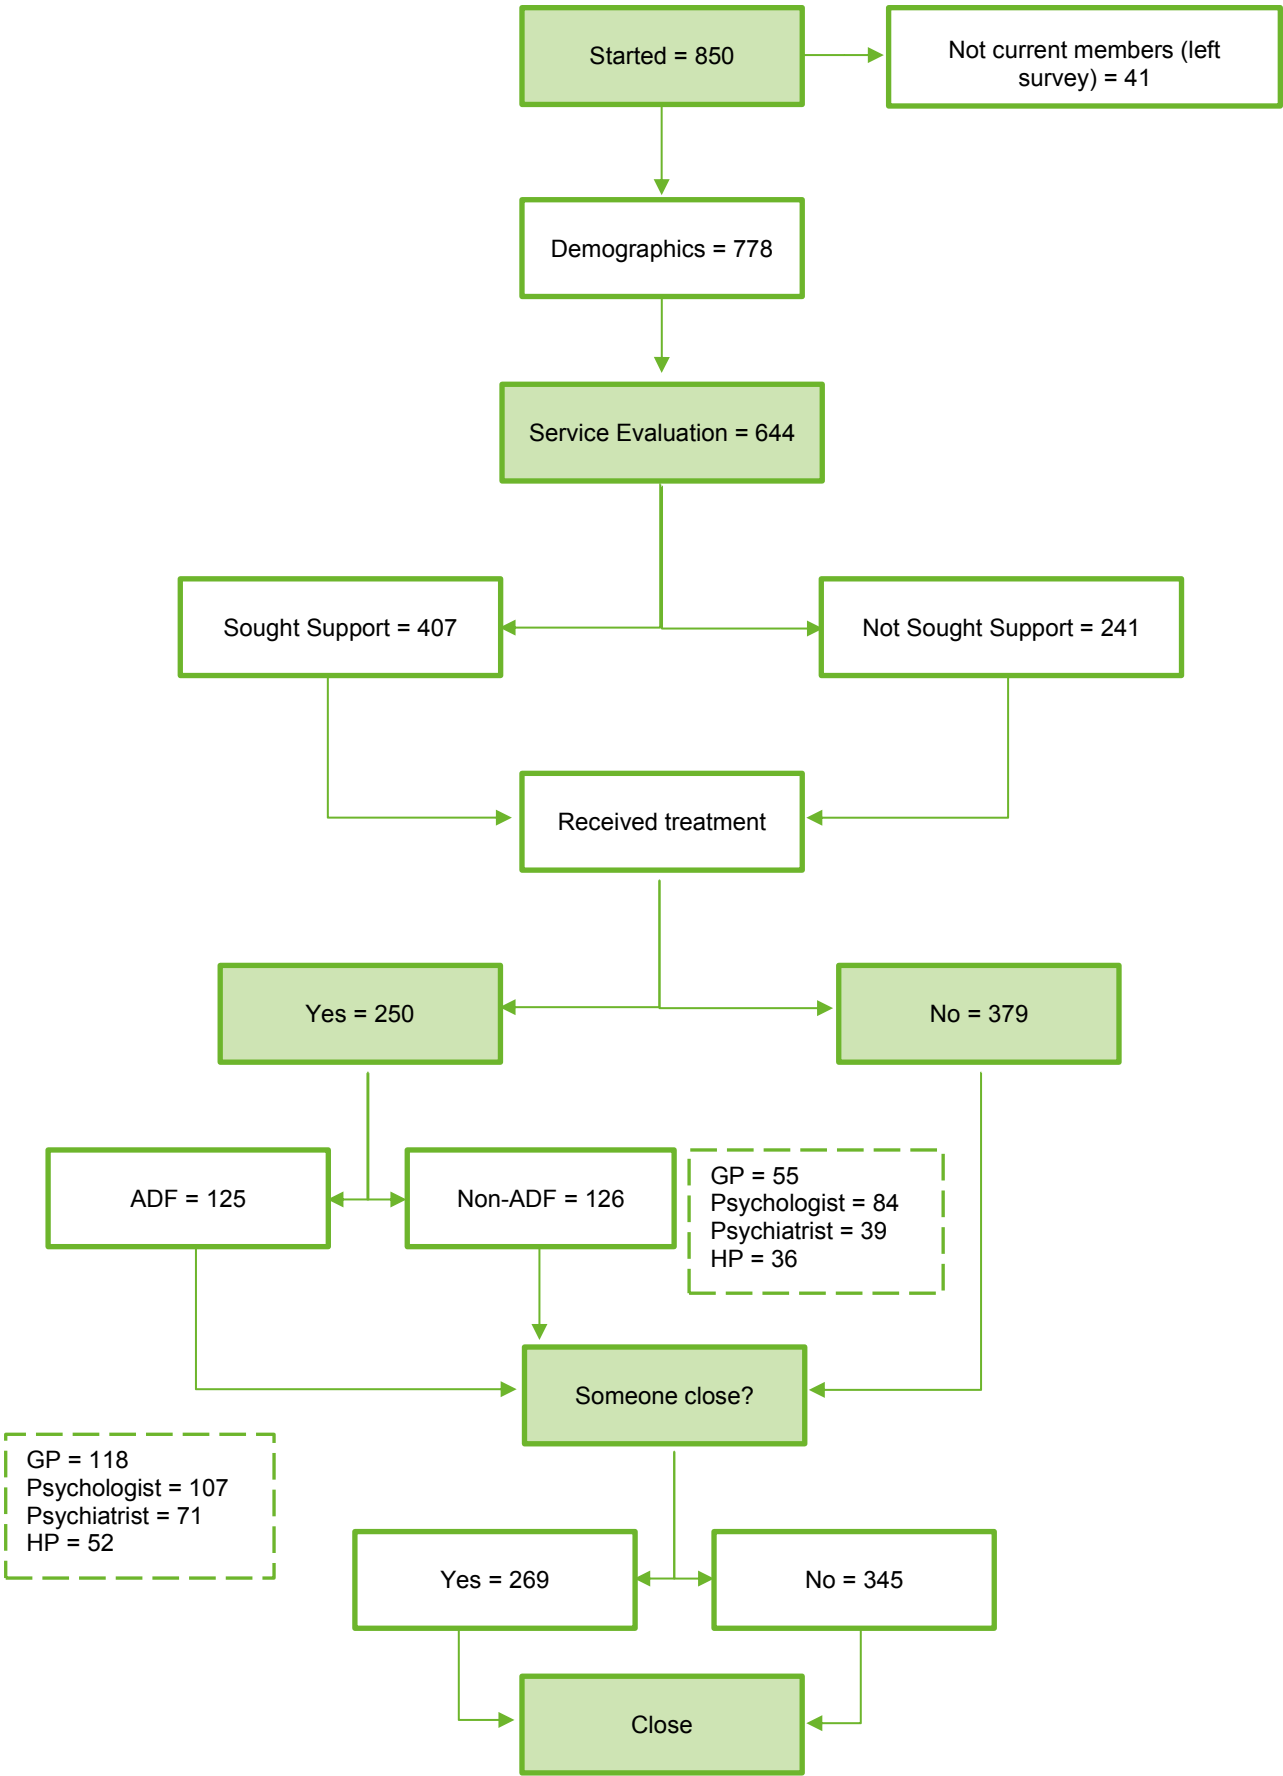 Started = 850
Not current members (left
survey) = 41
Demographics = 778
Service Evaluation = 644
Sought Support = 407
Not Sought Support = 241
Received treatment
Yes = 250
No = 379
ADF = 125
Non-ADF = 126
GP = 55
Psychologist = 84
Psychiatrist = 39
HP = 36
Someone close?
GP = 118
Psychologist = 107
Psychiatrist = 71
HP = 52
Yes = 269
No = 345
Close